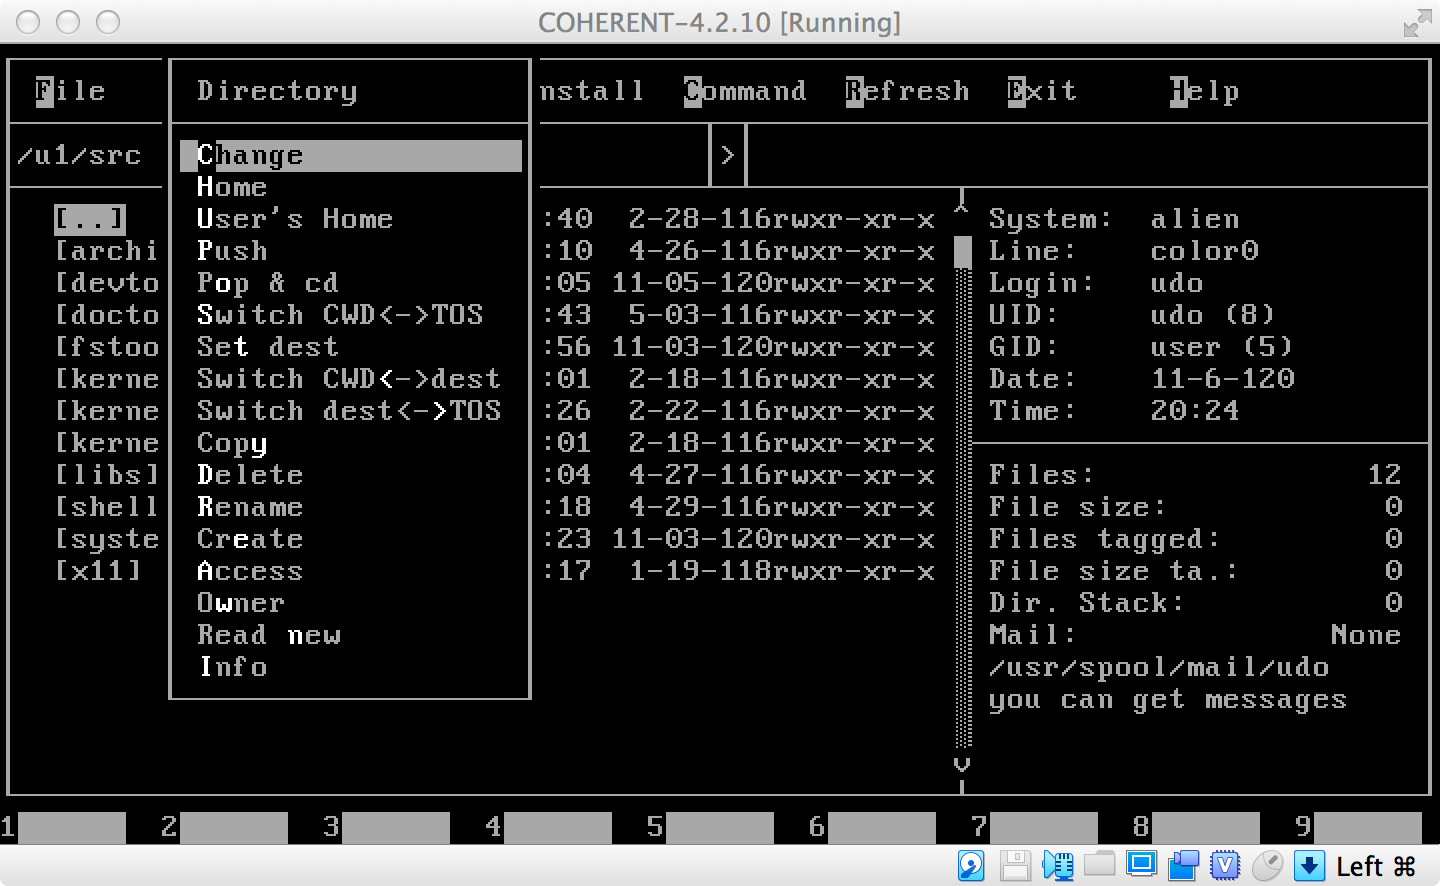 COHERENT-4.2.10 [Running]
File Directory nstall Command Refresh Exit Help
/u1/src >
Change
Home
User's Home
Push
Pop & cd
Switch CWD<->TOS
Set dest
Switch CWD<->dest
Switch dest<->TOS
Copy
Delete
Rename
Create
Access
Owner
Read new
Info
[..] :40 2-28-116rwxr-xr-x
[archi :10 4-26-116rwxr-xr-x
[devto :05 11-05-120rwxr-xr-x
[docto :43 5-03-116rwxr-xr-x
[fstoo :56 11-03-120rwxr-xr-x
[kerne :01 2-18-116rwxr-xr-x
[kerne :26 2-22-116rwxr-xr-x
[kerne :01 2-18-116rwxr-xr-x
[libs] :04 4-27-116rwxr-xr-x
[shell :18 4-29-116rwxr-xr-x
[syste :23 11-03-120rwxr-xr-x
[x11] :17 1-19-118rwxr-xr-x
System: alien
Line: color0
Login: udo
UID: udo (8)
GID: user (5)
Date: 11-6-120
Time: 20:24
Files: 12
File size: 0
Files tagged: 0
File size ta.: 0
Dir. Stack: 0
Mail: None
/usr/spool/mail/udo
you can get messages
1 2 3 4 5 6 7 8 9
Left ⌘